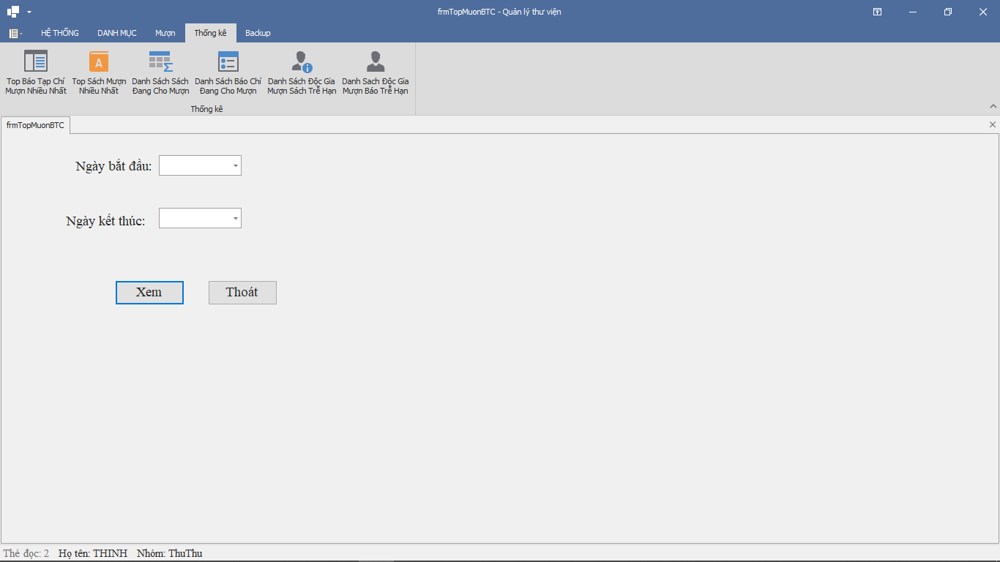 frmTopMuonBTC - Quản lý thư viện
HỆ THỐNG DANH MỤC Mượn Thống kê Backup
Top Báo Tạp Chí Mượn Nhiều Nhất
Top Sách Mượn Nhiều Nhất
Danh Sách Sách Đang Cho Mượn
Danh Sách Báo Chí Đang Cho Mượn
Danh Sách Độc Gia Mượn Sách Trễ Hạn
Danh Sach Độc Gia Mượn Báo Trễ Hạn
Thống kê
frmTopMuonBTC
Ngày bắt đầu:
Ngày kết thúc:
Xem Thoát
Thẻ đọc: 2 Họ tên: THINH Nhóm: ThuThu